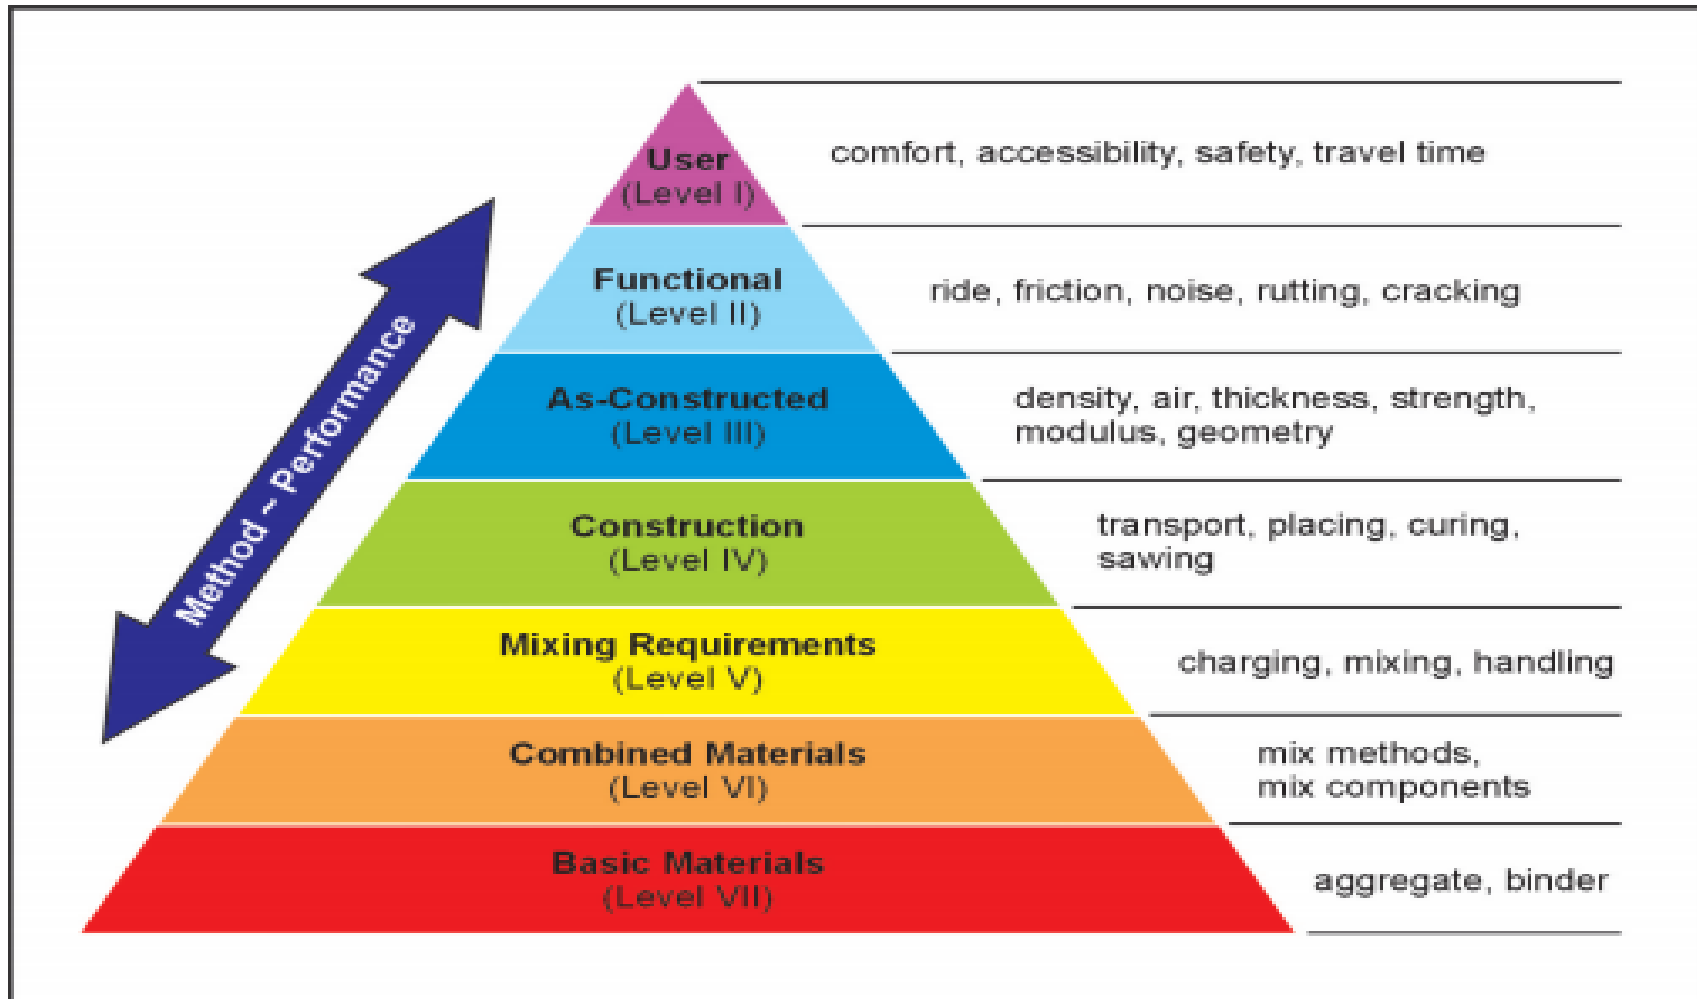 User
(Level I)
comfort, accessibility, safety, travel time
Functional
(Level II)
ride, friction, noise, rutting, cracking
As-Constructed
(Level III)
density, air, thickness, strength,
modulus, geometry
Construction
(Level IV)
transport, placing, curing,
sawing
Mixing Requirements
(Level V)
charging, mixing, handling
Combined Materials
(Level VI)
mix methods,
mix components
Basic Materials
(Level VII)
aggregate, binder
Method ~ Performance